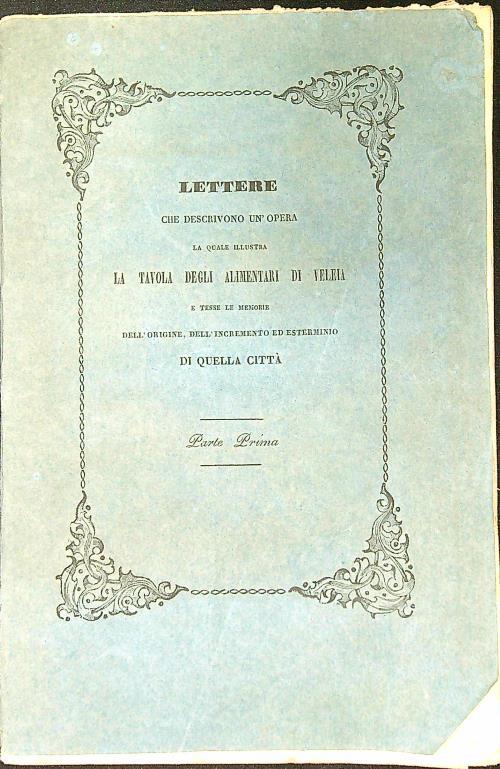 LETTERE
CHE DESCRIVONO UN' OPERA
LA QUALE ILLUSTRA
LA TAVOLA DEGLI ALIMENTARI DI VELEIA
E TESSE LE MEMORIE
DELL'ORIGINE, DELL'INCREMENTO ED ESTERMINIO
DI QUELLA CITTÀ
Parte Prima